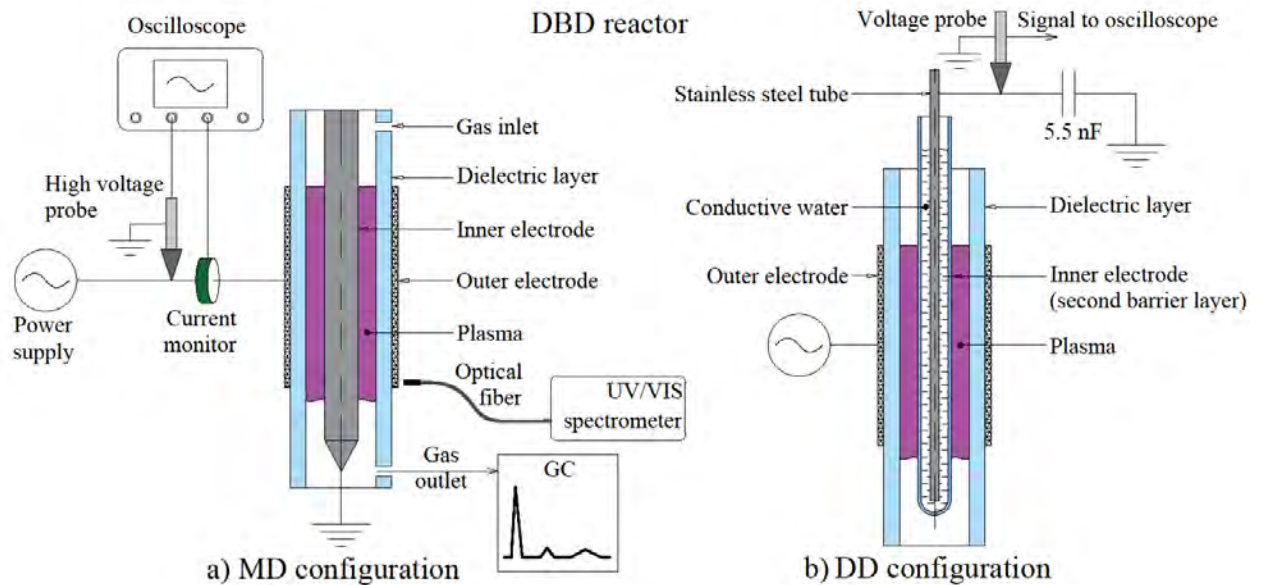 DBD reactor
Oscilloscope
High voltage
probe
Power
supply
Current
monitor
Gas inlet
Dielectric layer
Inner electrode
Outer electrode
Plasma
Optical
fiber
UV/VIS
spectrometer
Gas
outlet
GC
a) MD configuration
Voltage probe
Signal to oscilloscope
Stainless steel tube
5.5 nF
Conductive water
Dielectric layer
Outer electrode
Inner electrode
(second barrier layer)
Plasma
b) DD configuration